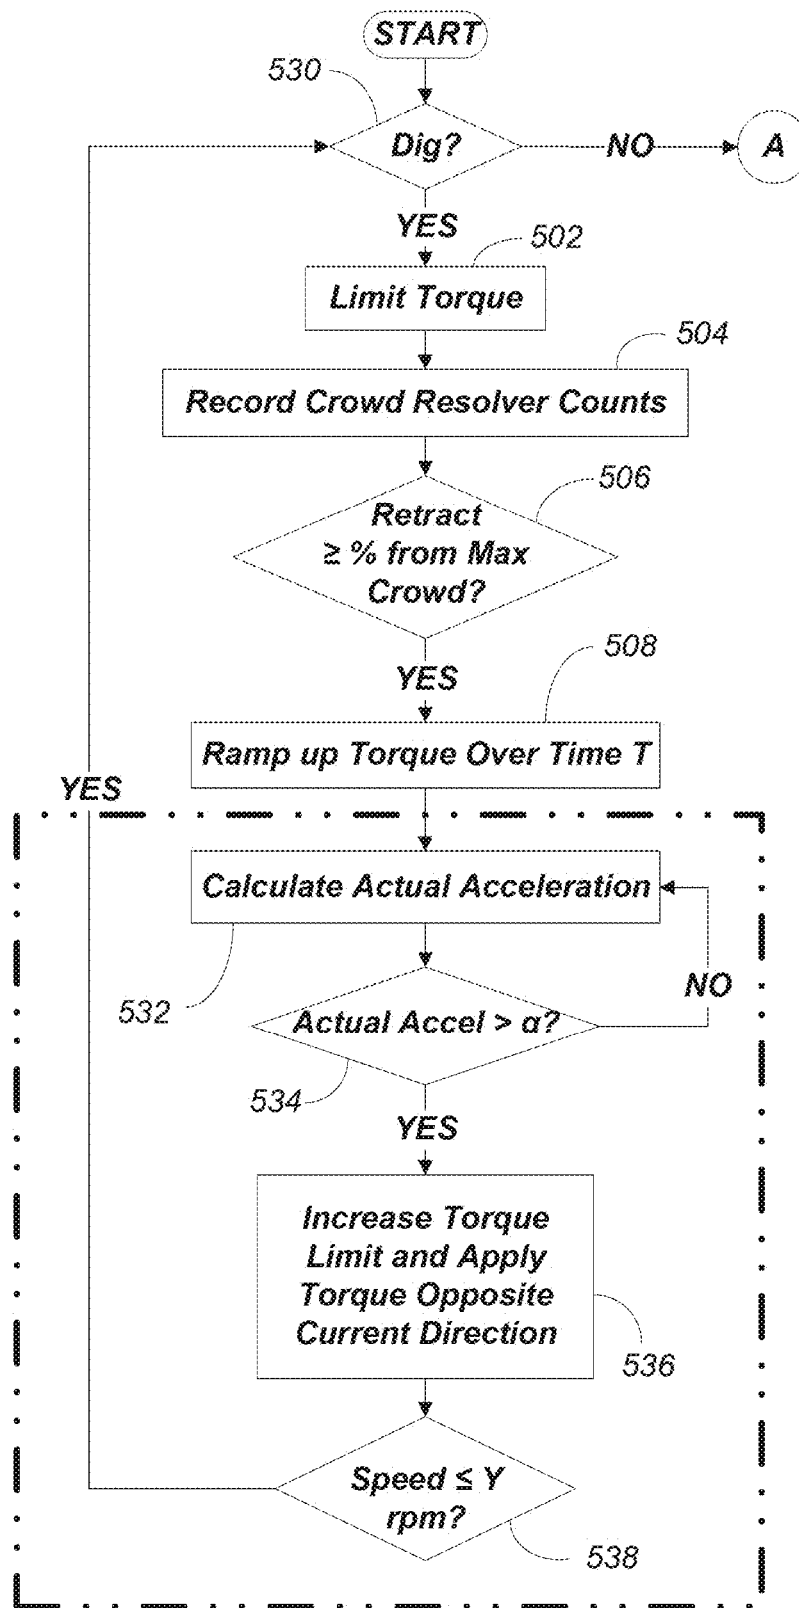 START
530
Dig?
NO
A
YES
502
Limit Torque
504
Record Crowd Resolver Counts
506
Retract
≥ % from Max
Crowd?
YES
508
Ramp up Torque Over Time T
YES
Calculate Actual Acceleration
532
NO
Actual Accel > α?
534
YES
Increase Torque
Limit and Apply
Torque Opposite
Current Direction
536
Speed ≤ Y
rpm?
538